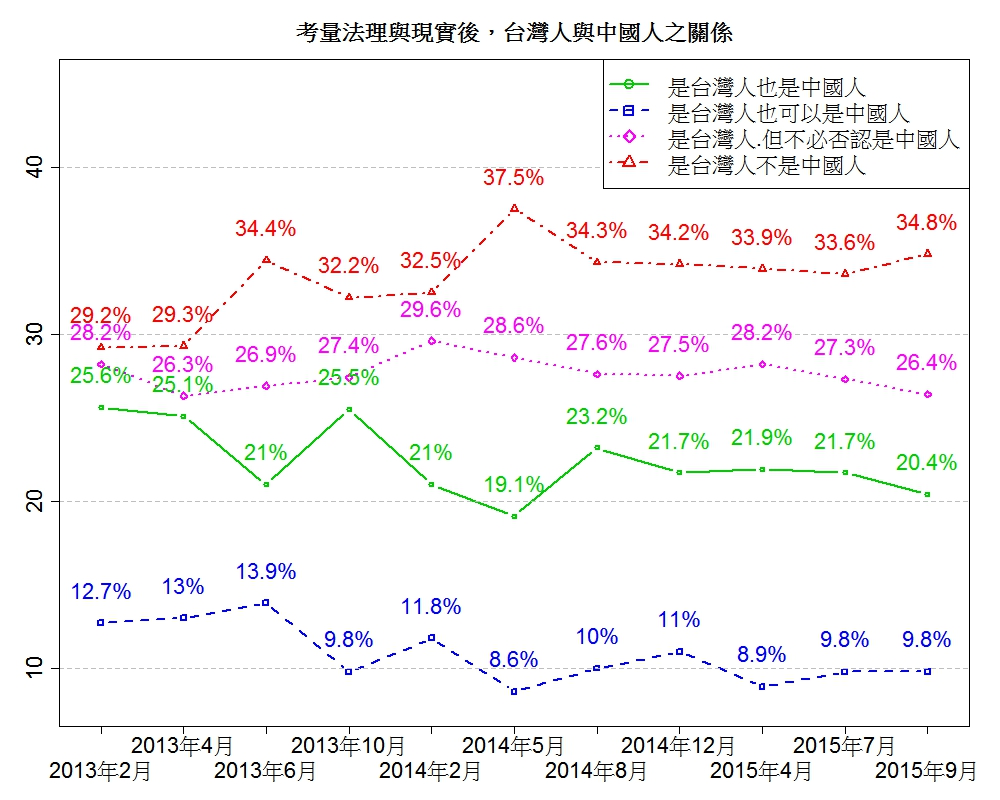 考量法理與現實後，台灣人與中國人之關係
是台灣人也是中國人
是台灣人也可以是中國人
是台灣人.但不必否認是中國人
是台灣人不是中國人
40
30
20
10
29.2% 29.3% 34.4% 32.2% 32.5% 37.5% 34.3% 34.2% 33.9% 33.6% 34.8%
28.2% 26.3% 26.9% 27.4% 29.6% 28.6% 27.6% 27.5% 28.2% 27.3% 26.4%
25.6% 25.1% 21% 25.5% 21% 19.1% 23.2% 21.7% 21.9% 21.7% 20.4%
12.7% 13% 13.9% 9.8% 11.8% 8.6% 10% 11% 8.9% 9.8% 9.8%
2013年4月 2013年10月 2014年5月 2014年12月 2015年7月
2013年2月 2013年6月 2014年2月 2014年8月 2015年4月 2015年9月